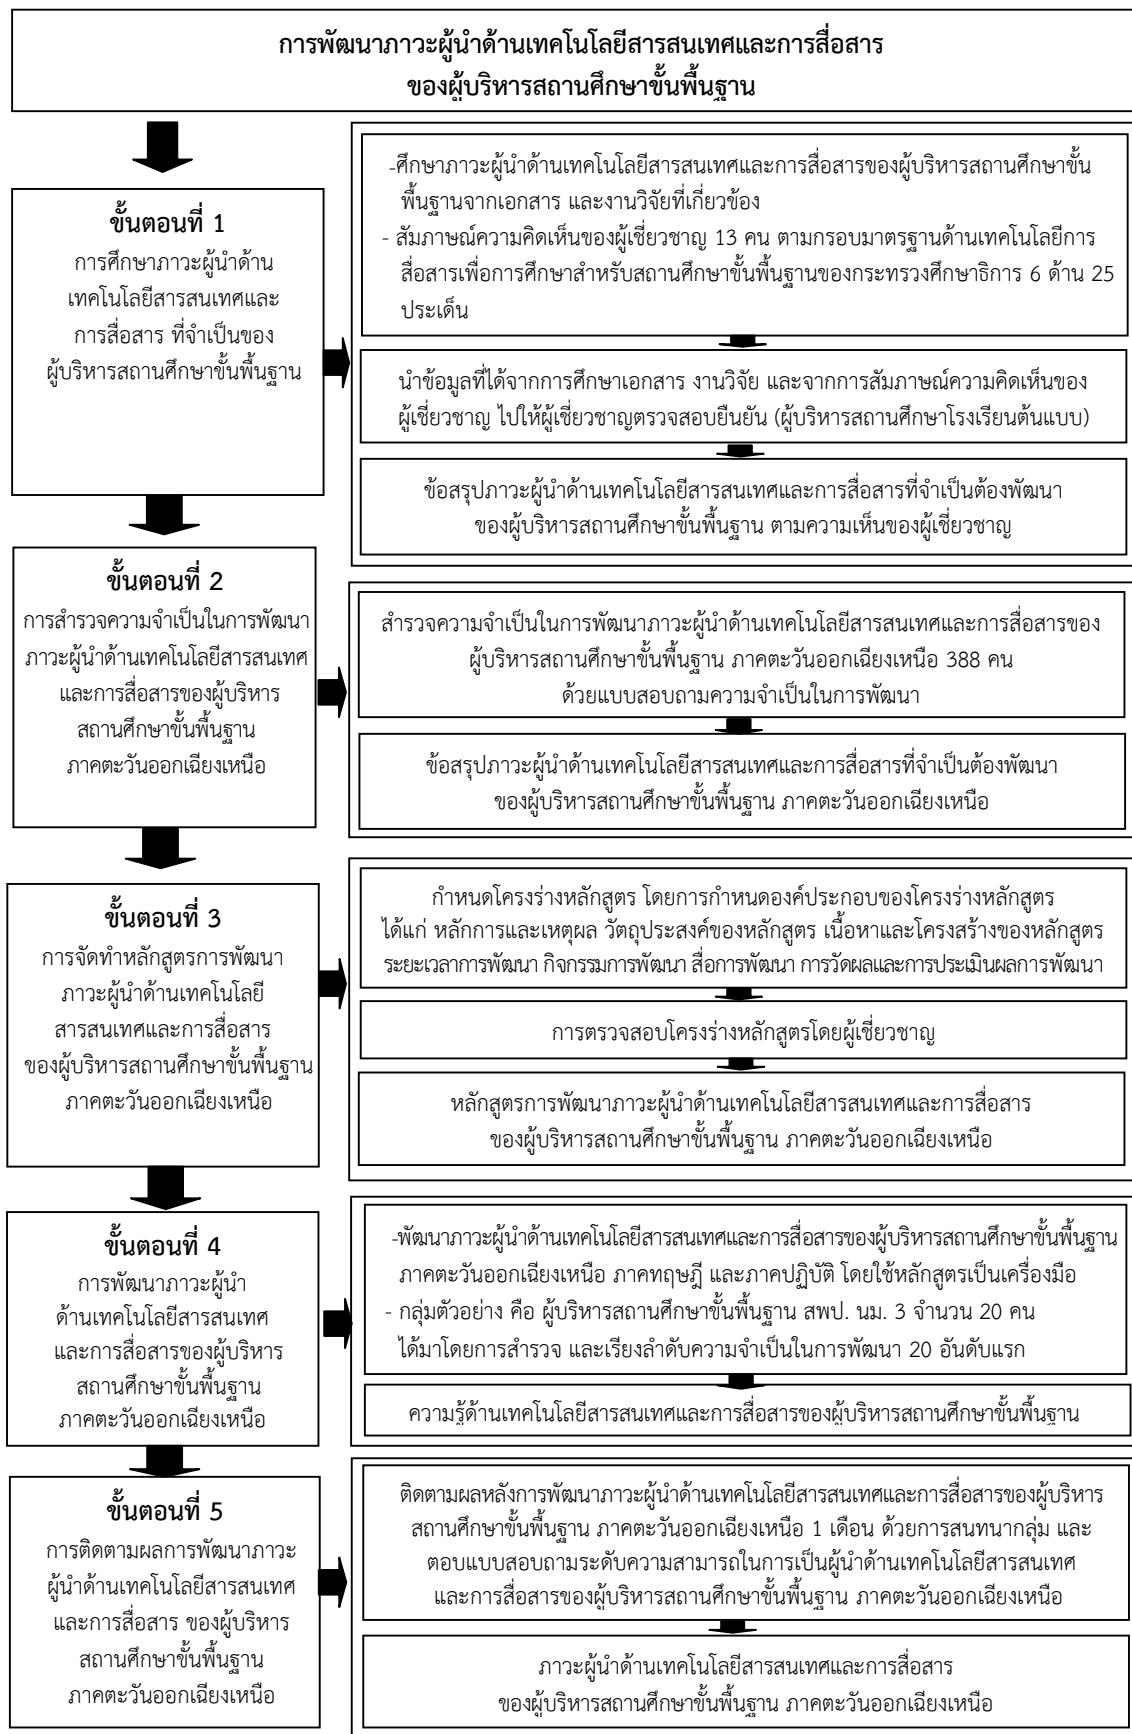 การพัฒนาภาวะผู้นำด้านเทคโนโลยีสารสนเทศและการสื่อสาร
ของผู้บริหารสถานศึกษาขั้นพื้นฐาน
ขั้นตอนที่ 1
การศึกษาภาวะผู้นำด้าน
เทคโนโลยีสารสนเทศและ
การสื่อสาร ที่จำเป็นของ
ผู้บริหารสถานศึกษาขั้นพื้นฐาน
-ศึกษาภาวะผู้นำด้านเทคโนโลยีสารสนเทศและการสื่อสารของผู้บริหารสถานศึกษาขั้น
พื้นฐานจากเอกสาร และงานวิจัยที่เกี่ยวข้อง
- สัมภาษณ์ความคิดเห็นของผู้เชี่ยวชาญ 13 คน ตามกรอบมาตรฐานด้านเทคโนโลยีการ
สื่อสารเพื่อการศึกษาสำหรับสถานศึกษาขั้นพื้นฐานของกระทรวงศึกษาธิการ 6 ด้าน 25
ประเด็น
นำข้อมูลที่ได้จากการศึกษาเอกสาร งานวิจัย และจากการสัมภาษณ์ความคิดเห็นของ
ผู้เชี่ยวชาญ ไปให้ผู้เชี่ยวชาญตรวจสอบยืนยัน (ผู้บริหารสถานศึกษาโรงเรียนต้นแบบ)
ข้อสรุปภาวะผู้นำด้านเทคโนโลยีสารสนเทศและการสื่อสารที่จำเป็นต้องพัฒนา
ของผู้บริหารสถานศึกษาขั้นพื้นฐาน ตามความเห็นของผู้เชี่ยวชาญ
ขั้นตอนที่ 2
การสำรวจความจำเป็นในการพัฒนา
ภาวะผู้นำด้านเทคโนโลยีสารสนเทศ
และการสื่อสารของผู้บริหาร
สถานศึกษาขั้นพื้นฐาน
ภาคตะวันออกเฉียงเหนือ
สำรวจความจำเป็นในการพัฒนาภาวะผู้นำด้านเทคโนโลยีสารสนเทศและการสื่อสารของ
ผู้บริหารสถานศึกษาขั้นพื้นฐาน ภาคตะวันออกเฉียงเหนือ 388 คน
ด้วยแบบสอบถามความจำเป็นในการพัฒนา
ข้อสรุปภาวะผู้นำด้านเทคโนโลยีสารสนเทศและการสื่อสารที่จำเป็นต้องพัฒนา
ของผู้บริหารสถานศึกษาขั้นพื้นฐาน ภาคตะวันออกเฉียงเหนือ
ขั้นตอนที่ 3
การจัดทำหลักสูตรการพัฒนา
ภาวะผู้นำด้านเทคโนโลยี
สารสนเทศและการสื่อสาร
ของผู้บริหารสถานศึกษาขั้นพื้นฐาน
ภาคตะวันออกเฉียงเหนือ
กำหนดโครงร่างหลักสูตร โดยการกำหนดองค์ประกอบของโครงร่างหลักสูตร
ได้แก่ หลักการและเหตุผล วัตถุประสงค์ของหลักสูตร เนื้อหาและโครงสร้างของหลักสูตร
ระยะเวลาการพัฒนา กิจกรรมการพัฒนา สื่อการพัฒนา การวัดผลและการประเมินผลการพัฒนา
การตรวจสอบโครงร่างหลักสูตรโดยผู้เชี่ยวชาญ
หลักสูตรการพัฒนาภาวะผู้นำด้านเทคโนโลยีสารสนเทศและการสื่อสาร
ของผู้บริหารสถานศึกษาขั้นพื้นฐาน ภาคตะวันออกเฉียงเหนือ
ขั้นตอนที่ 4
การพัฒนาภาวะผู้นำ
ด้านเทคโนโลยีสารสนเทศ
และการสื่อสารของผู้บริหาร
สถานศึกษาขั้นพื้นฐาน
ภาคตะวันออกเฉียงเหนือ
-พัฒนาภาวะผู้นำด้านเทคโนโลยีสารสนเทศและการสื่อสารของผู้บริหารสถานศึกษาขั้นพื้นฐาน
ภาคตะวันออกเฉียงเหนือ ภาคทฤษฎี และภาคปฏิบัติ โดยใช้หลักสูตรเป็นเครื่องมือ
- กลุ่มตัวอย่าง คือ ผู้บริหารสถานศึกษาขั้นพื้นฐาน สพป. นม. 3 จำนวน 20 คน
ได้มาโดยการสำรวจ และเรียงลำดับความจำเป็นในการพัฒนา 20 อันดับแรก
ความรู้ด้านเทคโนโลยีสารสนเทศและการสื่อสารของผู้บริหารสถานศึกษาขั้นพื้นฐาน
ขั้นตอนที่ 5
การติดตามผลการพัฒนาภาวะ
ผู้นำด้านเทคโนโลยีสารสนเทศ
และการสื่อสาร ของผู้บริหาร
สถานศึกษาขั้นพื้นฐาน
ภาคตะวันออกเฉียงเหนือ
ติดตามผลหลังการพัฒนาภาวะผู้นำด้านเทคโนโลยีสารสนเทศและการสื่อสารของผู้บริหาร
สถานศึกษาขั้นพื้นฐาน ภาคตะวันออกเฉียงเหนือ 1 เดือน ด้วยการสนทนากลุ่ม และ
ตอบแบบสอบถามระดับความสามารถในการเป็นผู้นำด้านเทคโนโลยีสารสนเทศ
และการสื่อสารของผู้บริหารสถานศึกษาขั้นพื้นฐาน ภาคตะวันออกเฉียงเหนือ
ภาวะผู้นำด้านเทคโนโลยีสารสนเทศและการสื่อสาร
ของผู้บริหารสถานศึกษาขั้นพื้นฐาน ภาคตะวันออกเฉียงเหนือ